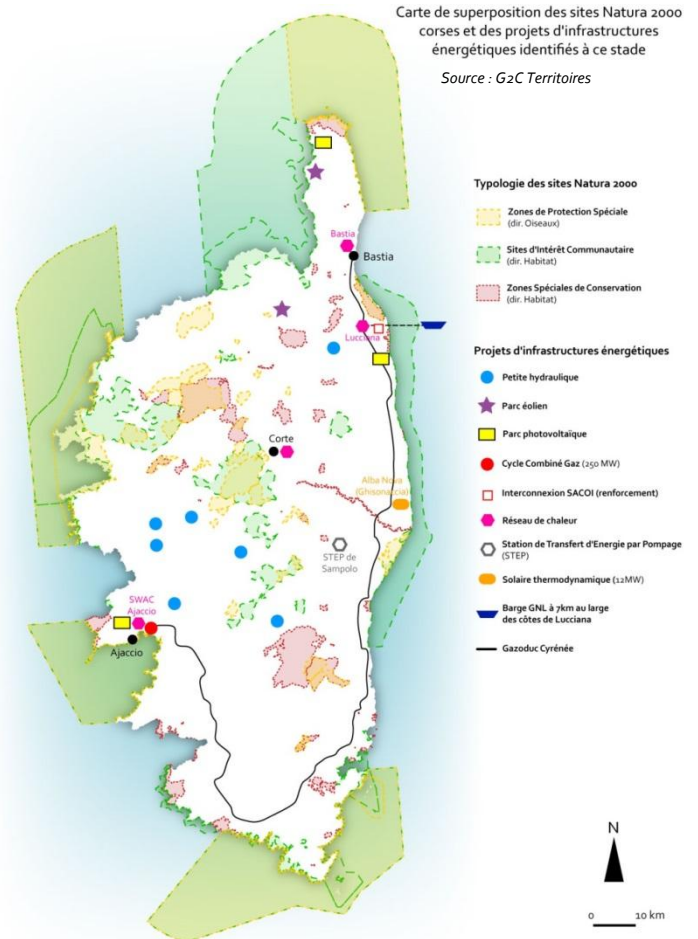 Carte de superposition des sites Natura 2000
corses et des projets d'infrastructures
énergétiques identifiés à ce stade
Source : G2C Territoires
Typologie des sites Natura 2000
Zones de Protection Spéciale
(dir. Oiseaux)
Sites d'Intérêt Communautaire
(dir. Habitat)
Zones Spéciales de Conservation
(dir. Habitat)
Projets d'infrastructures énergétiques
Petite hydraulique
Parc éolien
Parc photovoltaïque
Cycle Combiné Gaz (250 MW)
Interconnexion SACOI (renforcement)
Réseau de chaleur
Station de Transfert d'Energie par Pompage
(STEP)
Solaire thermodynamique (12MW)
Barge GNL à 7km au large
des côtes de Lucciana
Gazoduc Cyrénée
Bastia
Bastia
Lucciana
Corte
Alba Nova
(Ghisonaccia)
STEP de
Sampolo
SWAC
Ajaccio
Ajaccio
N
0 10 km